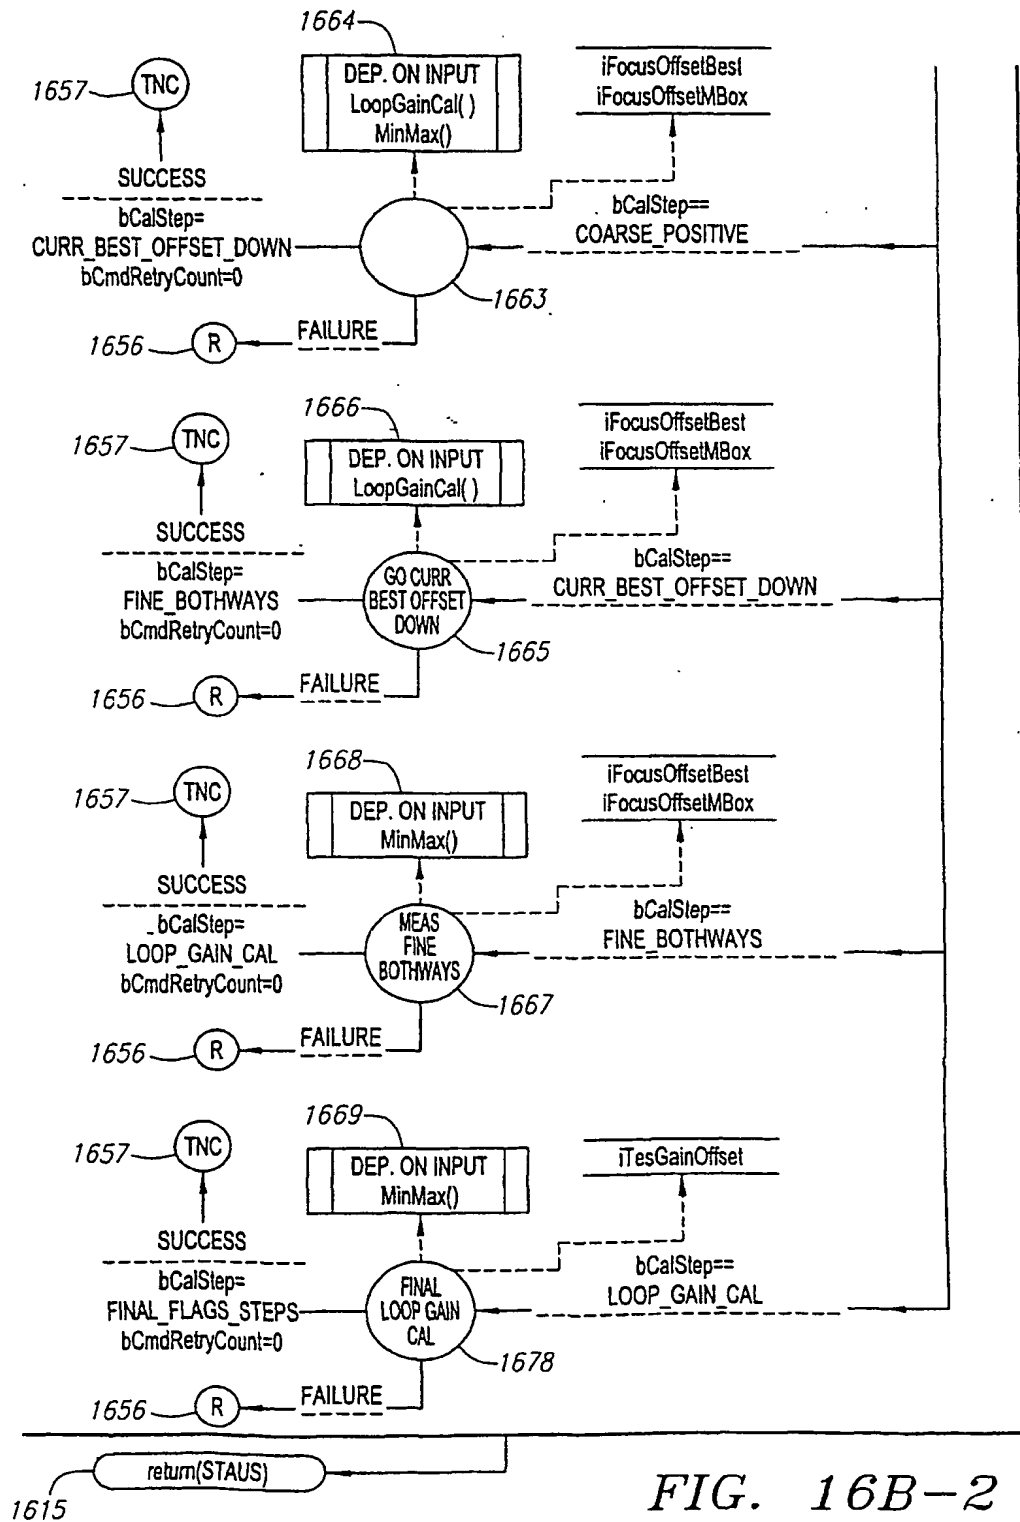 1664
DEP. ON INPUT
LoopGainCal( )
MinMax()
iFocusOffsetBest
iFocusOffsetMBox
1657
TNC
SUCCESS
bCalStep=
CURR_BEST_OFFSET_DOWN
bCmdRetryCount=0
bCalStep==
COARSE_POSITIVE
1663
1656
R
FAILURE
1666
DEP. ON INPUT
LoopGainCal( )
iFocusOffsetBest
iFocusOffsetMBox
1657
TNC
SUCCESS
bCalStep=
FINE_BOTHWAYS
bCmdRetryCount=0
GO CURR
BEST OFFSET
DOWN
bCalStep==
CURR_BEST_OFFSET_DOWN
1665
1656
R
FAILURE
1668
DEP. ON INPUT
MinMax()
iFocusOffsetBest
iFocusOffsetMBox
1657
TNC
SUCCESS
bCalStep=
LOOP_GAIN_CAL
bCmdRetryCount=0
MEAS
FINE
BOTHWAYS
bCalStep==
FINE_BOTHWAYS
1667
1656
R
FAILURE
1669
DEP. ON INPUT
MinMax()
iTesGainOffset
1657
TNC
SUCCESS
bCalStep=
FINAL_FLAGS_STEPS
bCmdRetryCount=0
FINAL
LOOP GAIN
CAL
bCalStep==
LOOP_GAIN_CAL
1678
1656
R
FAILURE
return(STAUS)
1615
FIG. 16B-2